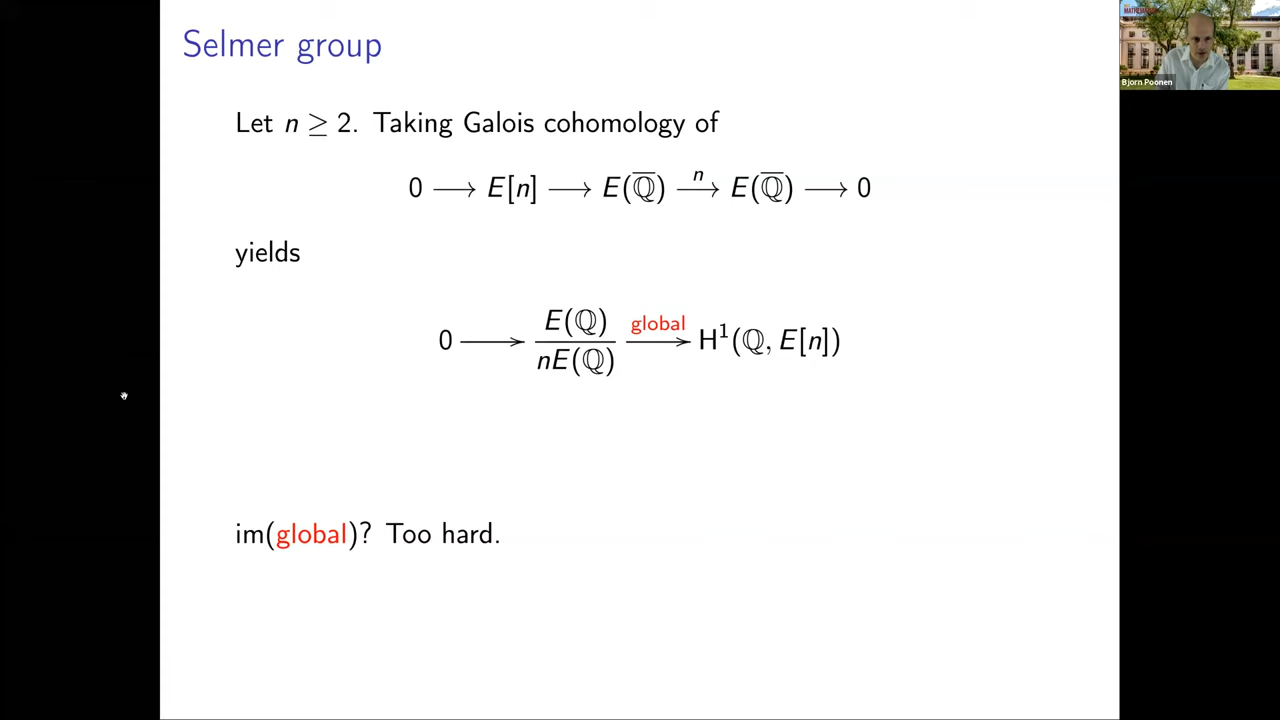 Selmer group
MATHEMATICS
Bjorn Poonen
Let n ≥ 2. Taking Galois cohomology of
0 ⟶ E[n] ⟶ E(ℚ̅) ⟶ⁿ E(ℚ̅) ⟶ 0
yields
0 ⟶ E(ℚ)/nE(ℚ) ⟶ global H¹(ℚ, E[n])
im(global)? Too hard.